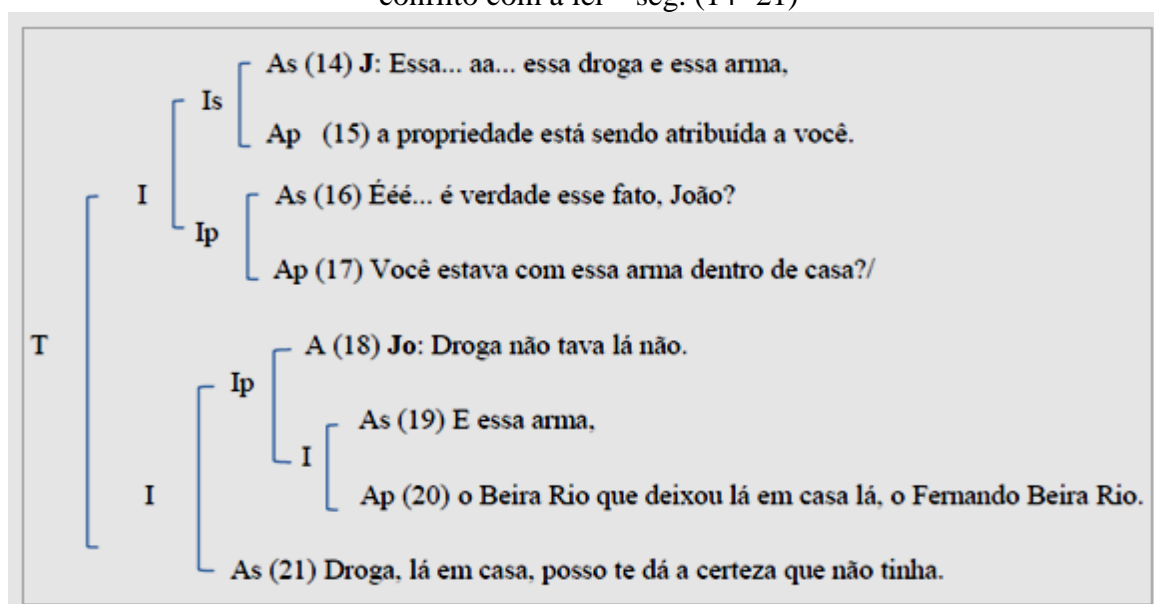 conflito com a lei – seg. (14- 21)
As (14) J: Essa... aa... essa droga e essa arma,
Is
Ap (15) a propriedade está sendo atribuída a você.
I
As (16) Ééé... é verdade esse fato, João?
Ip
Ap (17) Você estava com essa arma dentro de casa?/
T
A (18) Jo: Droga não tava lá não.
Ip
As (19) E essa arma,
I
I
Ap (20) o Beira Rio que deixou lá em casa lá, o Fernando Beira Rio.
As (21) Droga, lá em casa, posso te dá a certeza que não tinha.